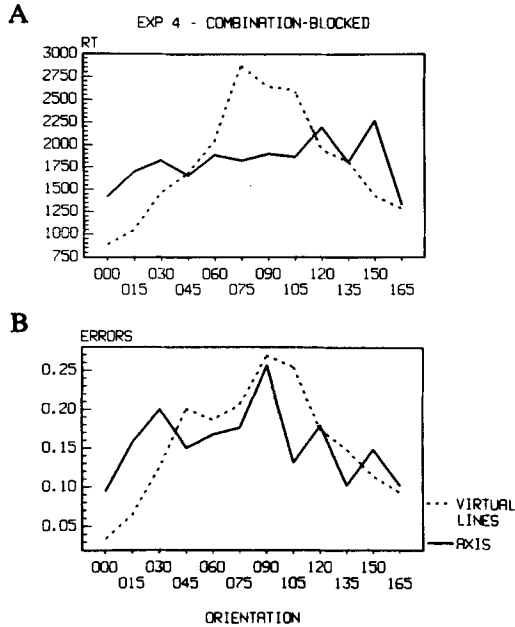 A
EXP 4 - COMBINATION-BLOCKED
RT
3000
2750
2500
2250
2000
1750
1500
1250
1000
750
000 030 060 090 120 150
015 045 075 105 135 165
B
ERRORS
0.25
0.20
0.15
0.10
0.05
000 030 060 090 120 150
015 045 075 105 135 165
VIRTUAL
LINES
AXIS
ORIENTATION